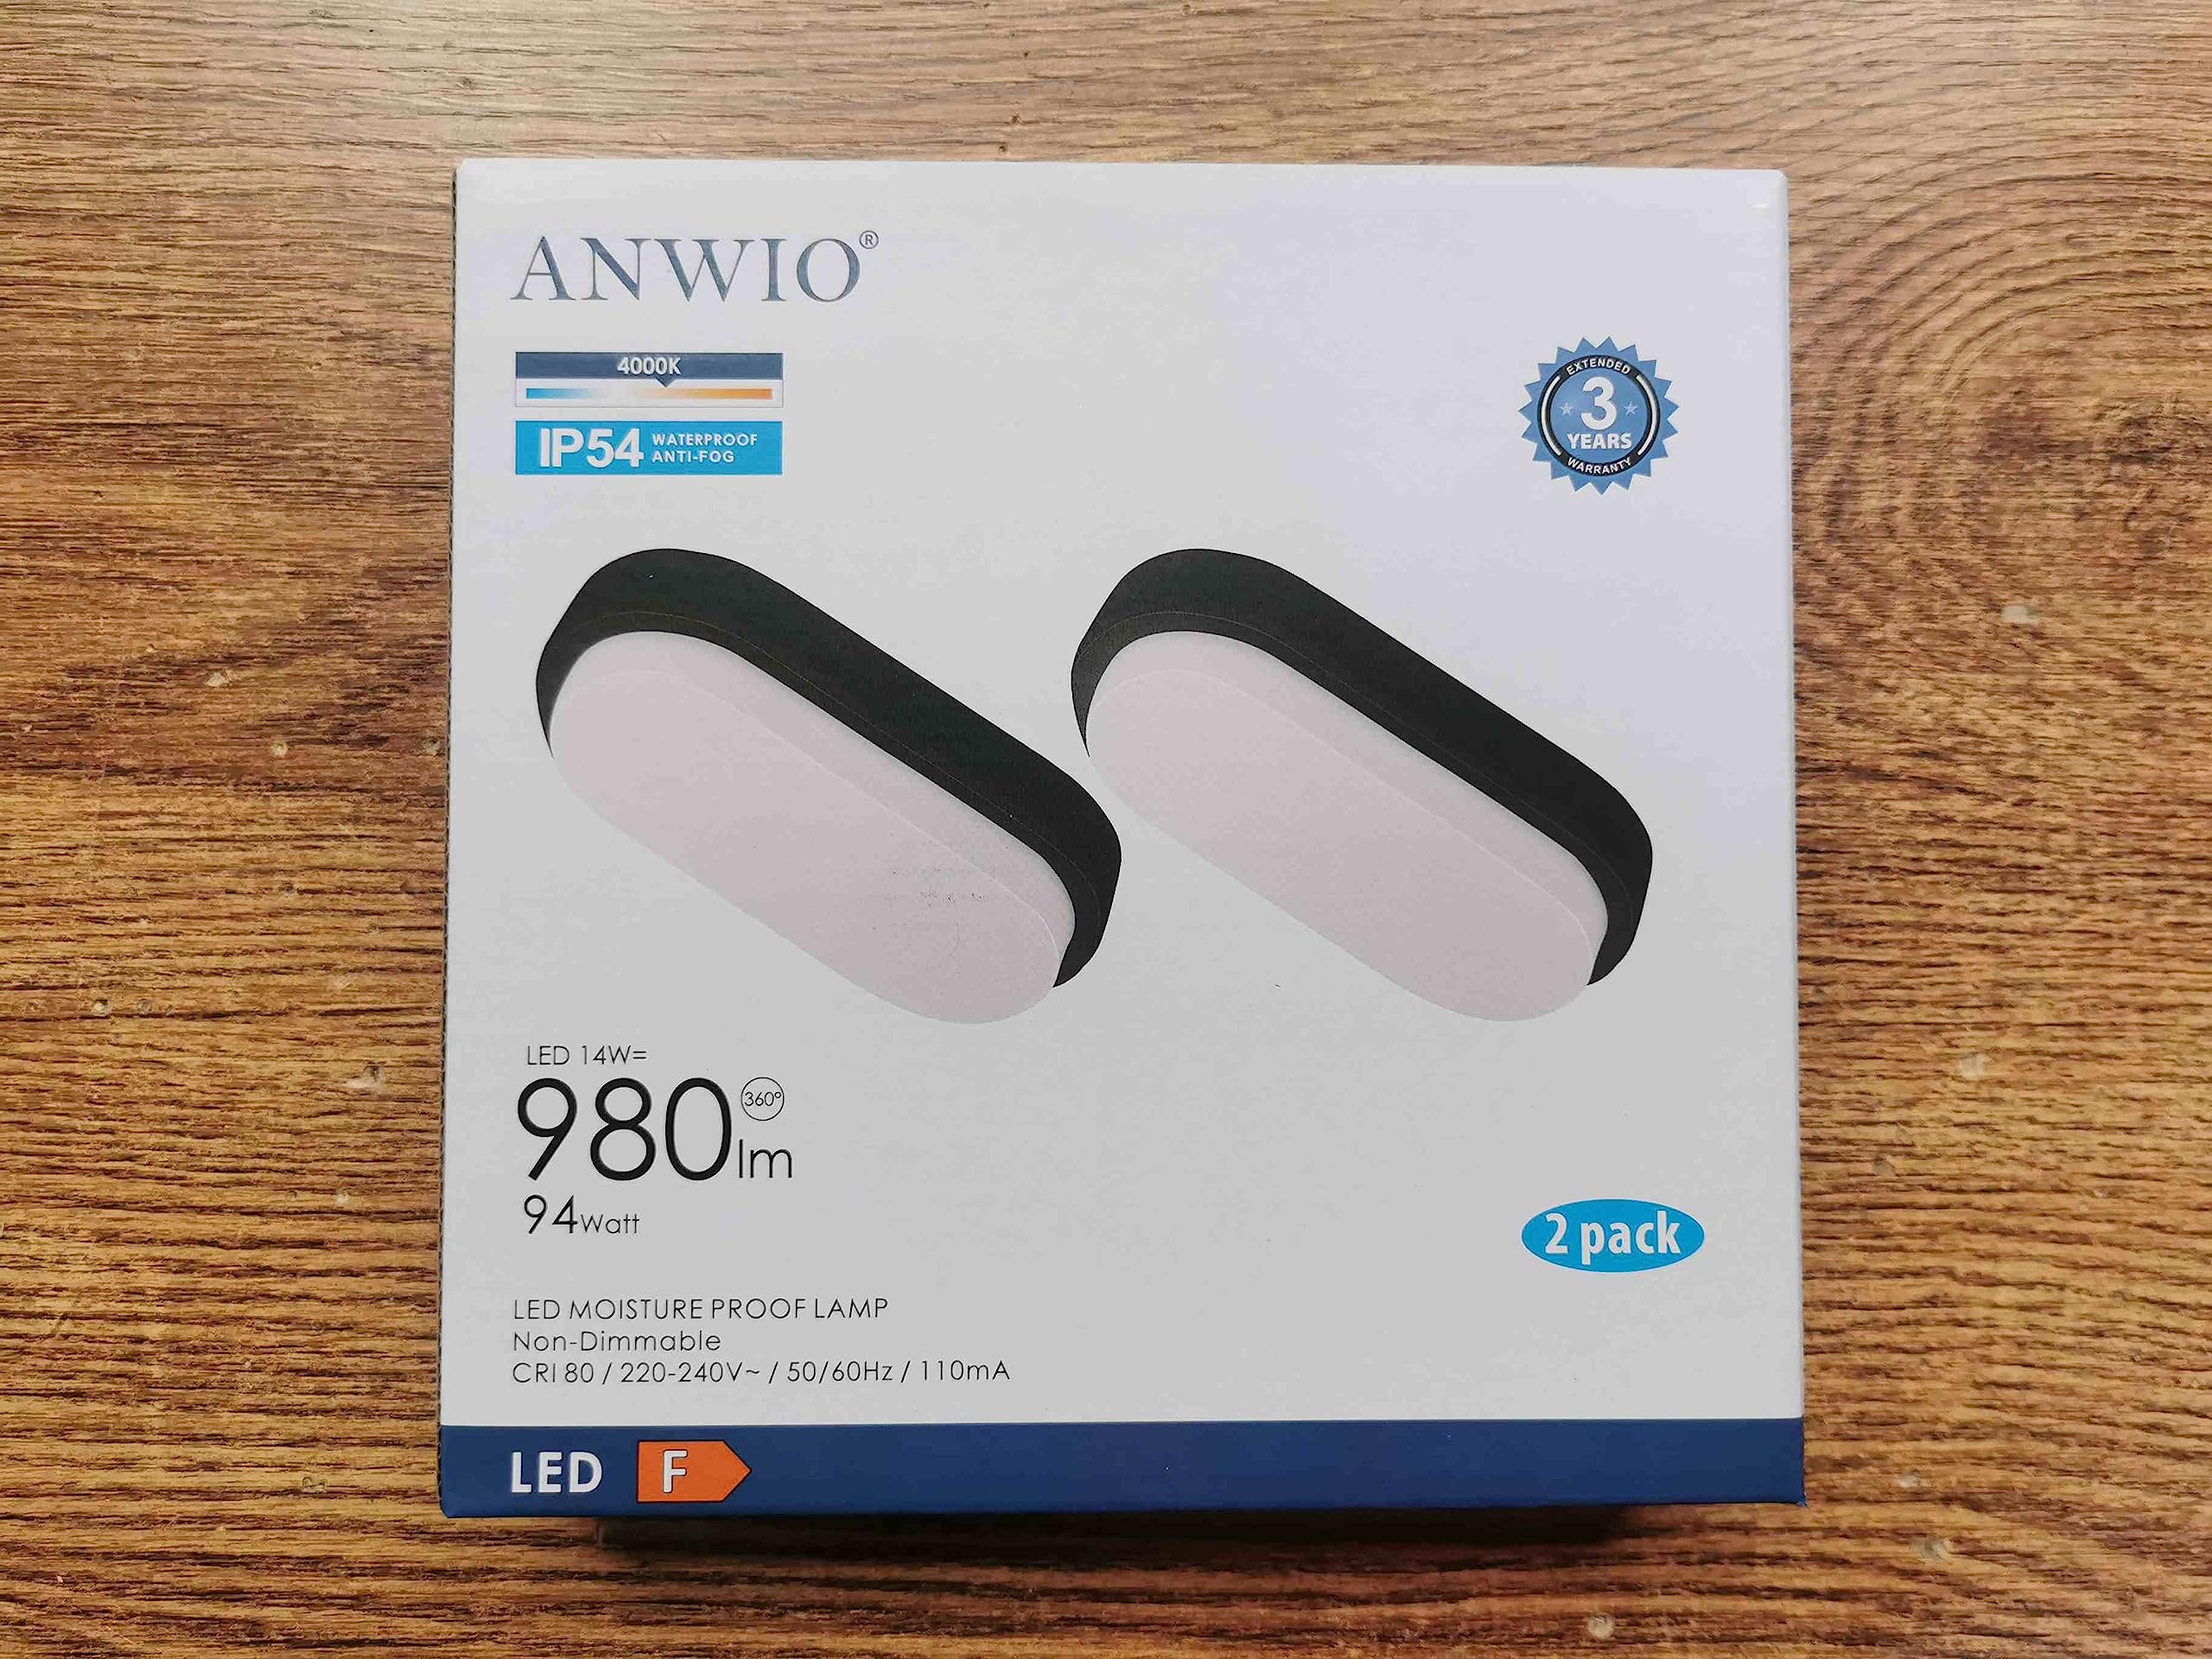 ANWIO®
4000K
IP54 WATERPROOF
ANTI-FOG
EXTENDED
3
YEARS
WARRANTY
LED 14W=
980lm
360°
94Watt
2 pack
LED MOISTURE PROOF LAMP
Non-Dimmable
CRI 80 / 220-240V~ / 50/60Hz / 110mA
LED F